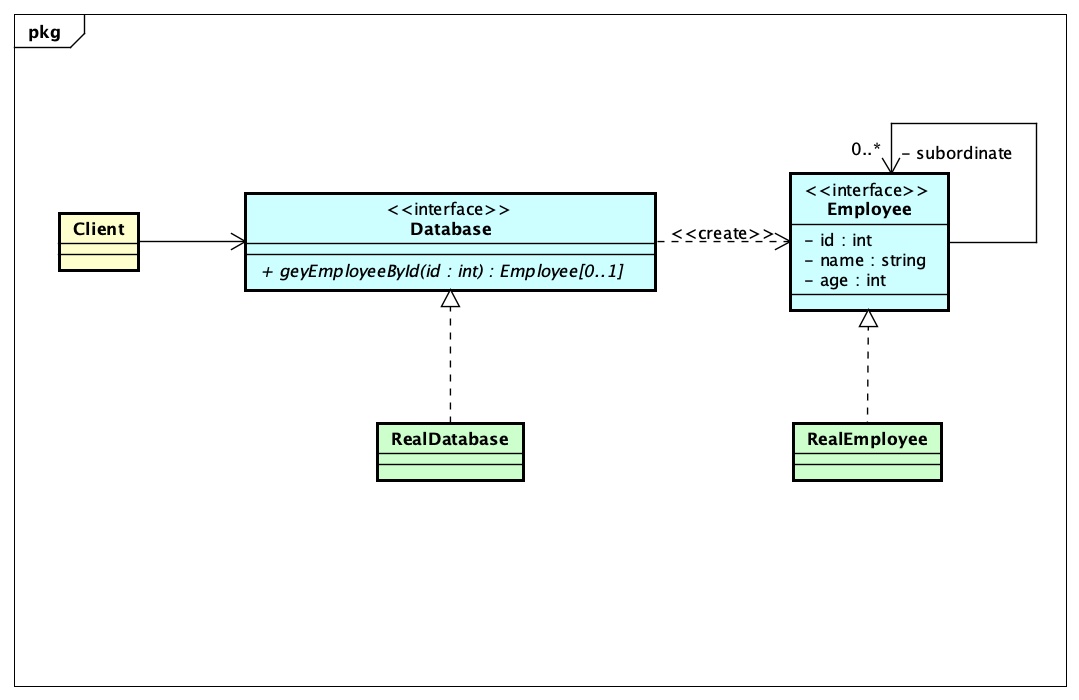 pkg
0..*
- subordinate
<<interface>>
Employee
- id : int
- name : string
- age : int
<<interface>>
Database
+ geyEmployeeById(id : int) : Employee[0..1]
<<create>>
Client
RealDatabase
RealEmployee